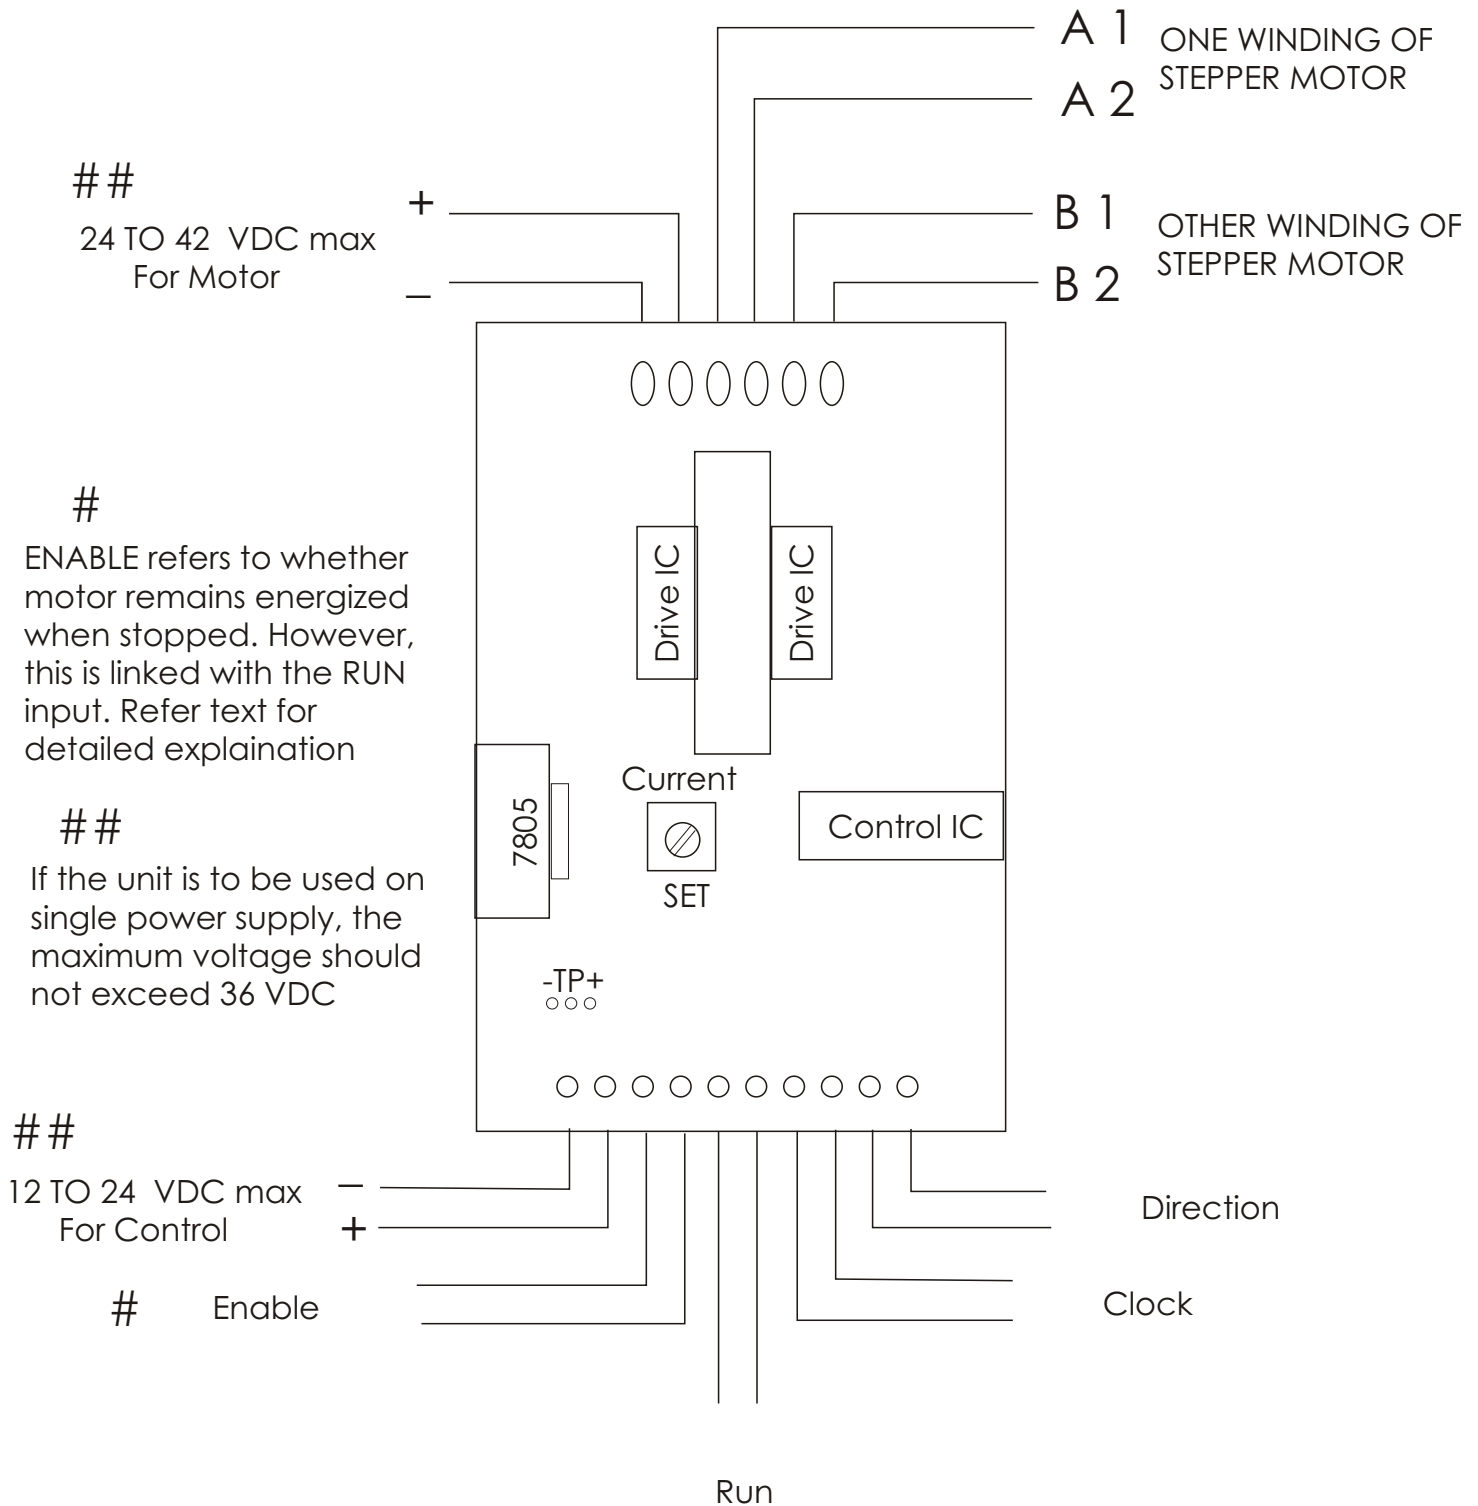 A 1
ONE WINDING OF
STEPPER MOTOR
A 2
##
24 TO 42 VDC max
For Motor
+
–
B 1
OTHER WINDING OF
STEPPER MOTOR
B 2
#
ENABLE refers to whether
motor remains energized
when stopped. However,
this is linked with the RUN
input. Refer text for
detailed explaination
Drive IC
Drive IC
##
If the unit is to be used on
single power supply, the
maximum voltage should
not exceed 36 VDC
7805
Current
SET
Control IC
-TP+
##
12 TO 24 VDC max
For Control
–
+
# Enable
Direction
Clock
Run